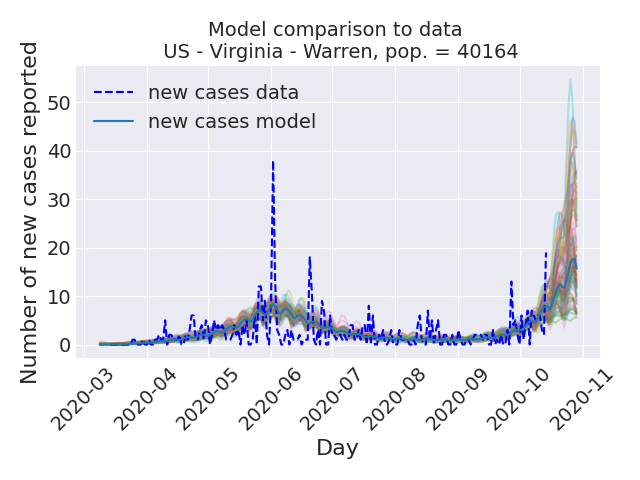 Model comparison to data
US - Virginia - Warren, pop. = 40164
Number of new cases reported
50
40
30
20
10
0
new cases data
new cases model
2020-03
2020-04
2020-05
2020-06
2020-07
2020-08
2020-09
2020-10
2020-11
Day